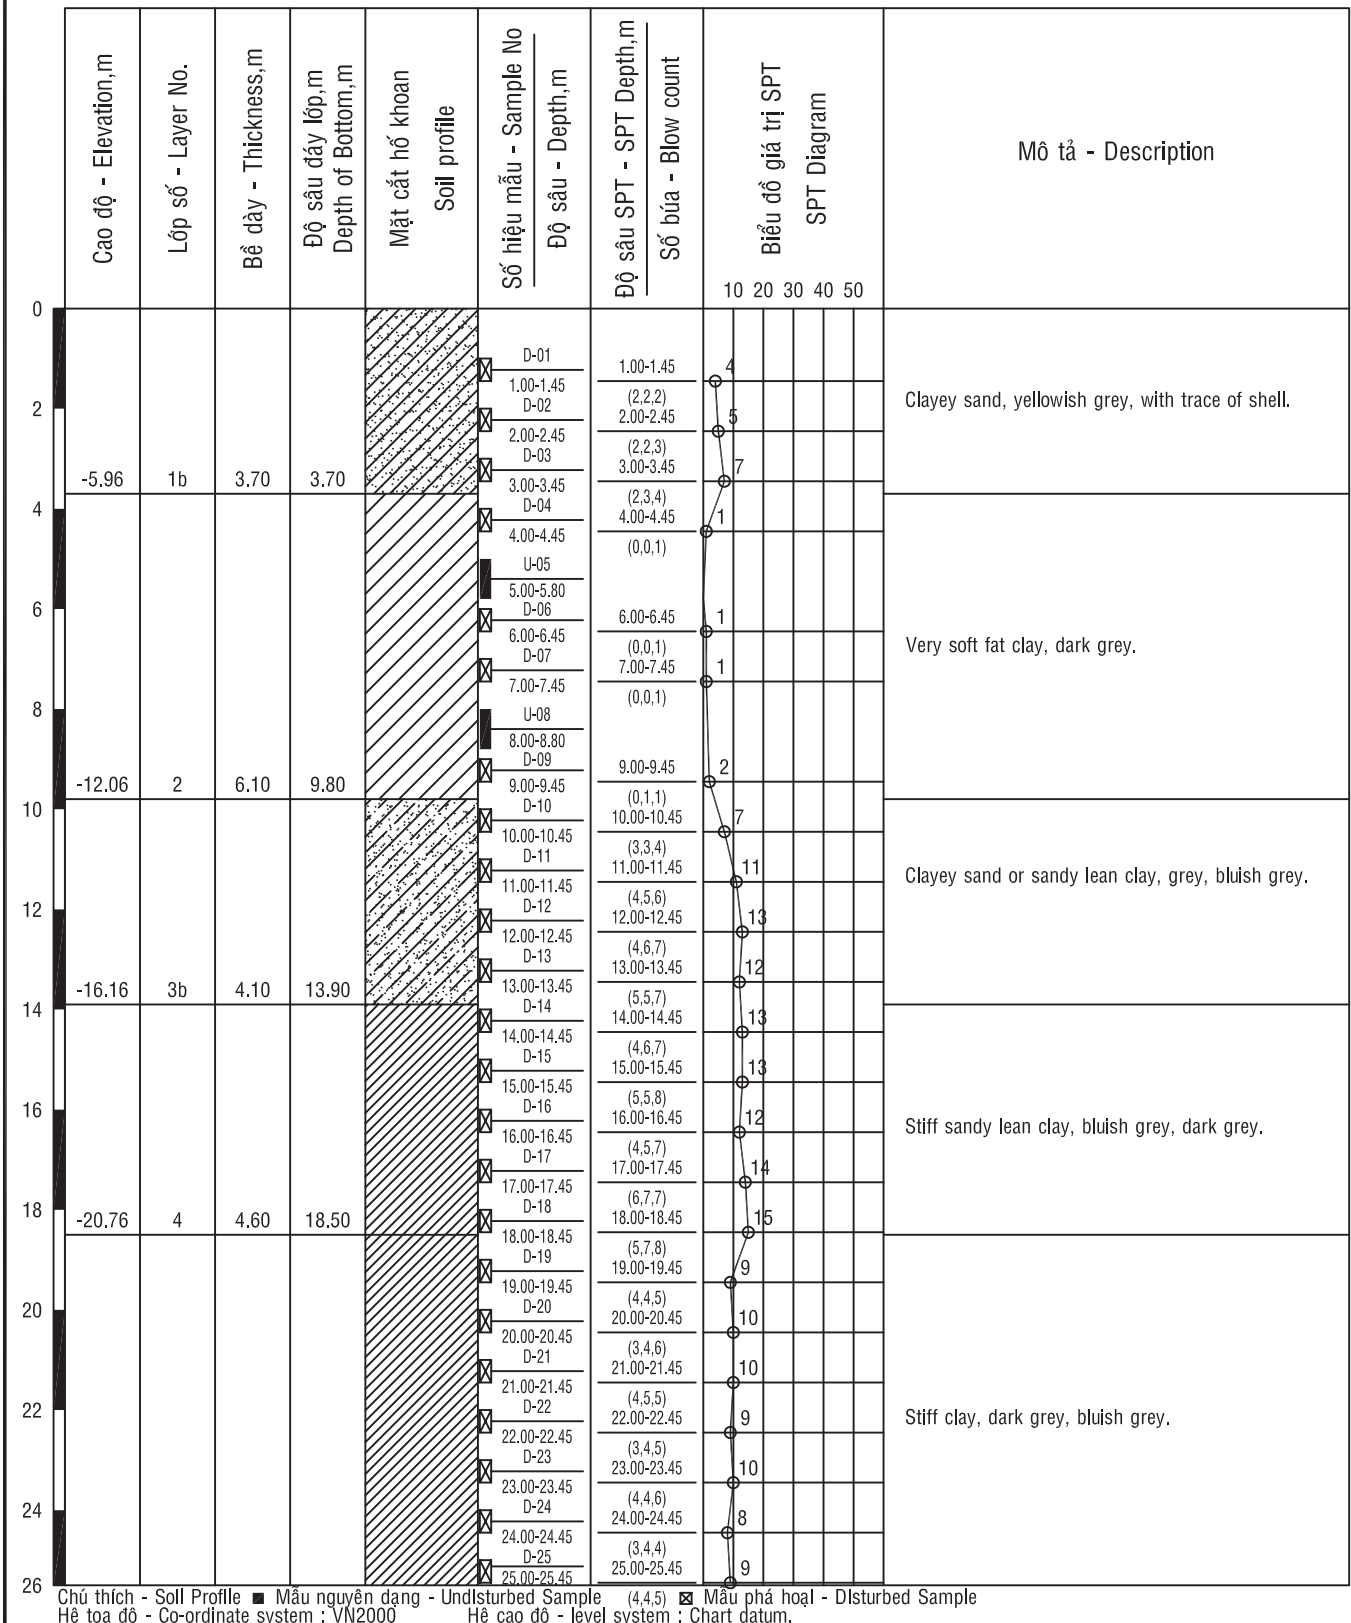 Cao độ - Elevation,m
Lớp số - Layer No.
Bề dày - Thickness,m
Độ sâu đáy lớp,m
Depth of Bottom,m
Mặt cắt hố khoan
Soil profile
Số hiệu mẫu - Sample No
Độ sâu - Depth,m
Độ sâu SPT - SPT Depth,m
Số búa - Blow count
Biểu đồ giá trị SPT
SPT Diagram
10 20 30 40 50
Mô tả - Description
0
D-01
1.00-1.45
4
1.00-1.45
(2,2,2)
Clayey sand, yellowish grey, with trace of shell.
2
D-02
2.00-2.45
5
2.00-2.45
(2,2,3)
D-03
3.00-3.45
7
-5.96 1b 3.70 3.70
3.00-3.45
(2,3,4)
4
D-04
4.00-4.45
1
4.00-4.45
(0,0,1)
U-05
5.00-5.80
6
D-06
6.00-6.45
1
6.00-6.45
(0,0,1)
Very soft fat clay, dark grey.
D-07
7.00-7.45
1
7.00-7.45
(0,0,1)
8
U-08
8.00-8.80
D-09
9.00-9.45
2
-12.06 2 6.10 9.80
9.00-9.45
(0,1,1)
10
D-10
10.00-10.45
7
10.00-10.45
(3,3,4)
D-11
11.00-11.45
11
Clayey sand or sandy lean clay, grey, bluish grey.
11.00-11.45
(4,5,6)
12
D-12
12.00-12.45
13
12.00-12.45
(4,6,7)
D-13
13.00-13.45
12
-16.16 3b 4.10 13.90
13.00-13.45
(5,5,7)
14
D-14
14.00-14.45
13
14.00-14.45
(4,6,7)
D-15
15.00-15.45
13
15.00-15.45
(5,5,8)
16
D-16
16.00-16.45
12
Stiff sandy lean clay, bluish grey, dark grey.
16.00-16.45
(4,5,7)
D-17
17.00-17.45
14
17.00-17.45
(6,7,7)
18
D-18
18.00-18.45
15
-20.76 4 4.60 18.50
18.00-18.45
(5,7,8)
D-19
19.00-19.45
9
19.00-19.45
(4,4,5)
20
D-20
20.00-20.45
10
20.00-20.45
(3,4,6)
D-21
21.00-21.45
10
21.00-21.45
(4,5,5)
22
D-22
22.00-22.45
9
Stiff clay, dark grey, bluish grey.
22.00-22.45
(3,4,5)
D-23
23.00-23.45
10
23.00-23.45
(4,4,6)
24
D-24
24.00-24.45
8
24.00-24.45
(3,4,4)
D-25
25.00-25.45
9
25.00-25.45
(4,4,5)
26
Chú thích - Soil Profile Mẫu nguyên dạng - Undisturbed Sample Mẫu phá hoại - Disturbed Sample
Hệ tọa độ - Co-ordinate system : VN2000 Hệ cao độ - level system : Chart datum.